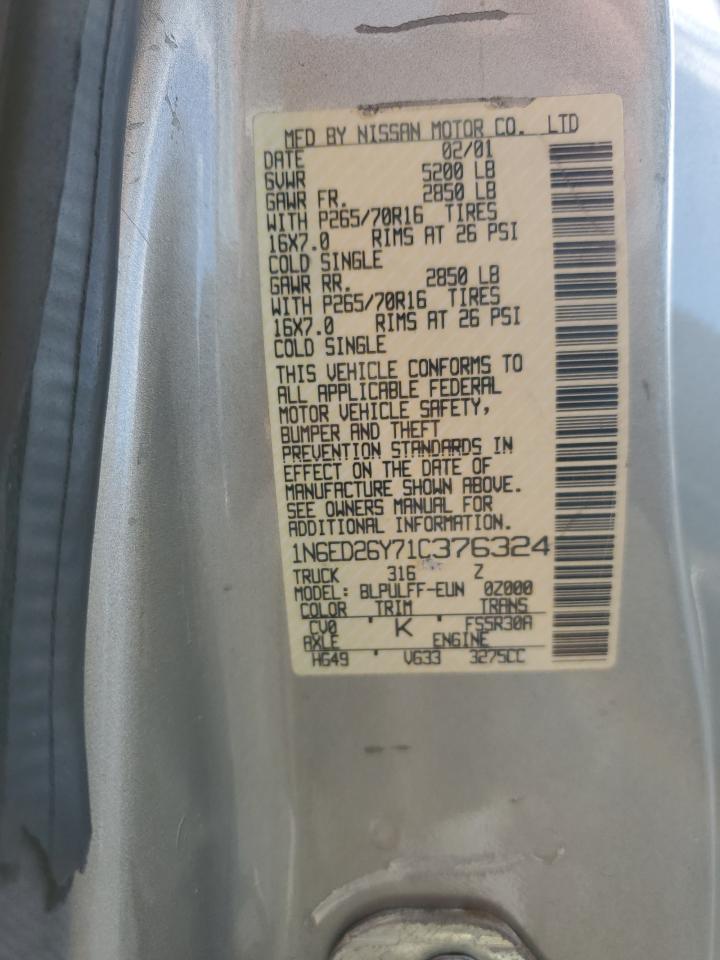 MFD BY NISSAN MOTOR CO. LTD
DATE 02/01
GVWR 5200 LB
GAWR FR. 2850 LB
WITH P265/70R16 TIRES
16X7.0 RIMS AT 26 PSI
COLD SINGLE
GAWR RR. 2850 LB
WITH P265/70R16 TIRES
16X7.0 RIMS AT 26 PSI
COLD SINGLE
THIS VEHICLE CONFORMS TO
ALL APPLICABLE FEDERAL
MOTOR VEHICLE SAFETY,
BUMPER AND THEFT
PREVENTION STANDARDS IN
EFFECT ON THE DATE OF
MANUFACTURE SHOWN ABOVE.
SEE OWNERS MANUAL FOR
ADDITIONAL INFORMATION.
1N6ED26Y71C376324
TRUCK 316 Z
MODEL: BLPULFF-EUN 0Z000
COLOR TRIM TRANS
CV0 ' K FS5R30A
AXLE ENGINE
HG49 ' VG33 3275CC